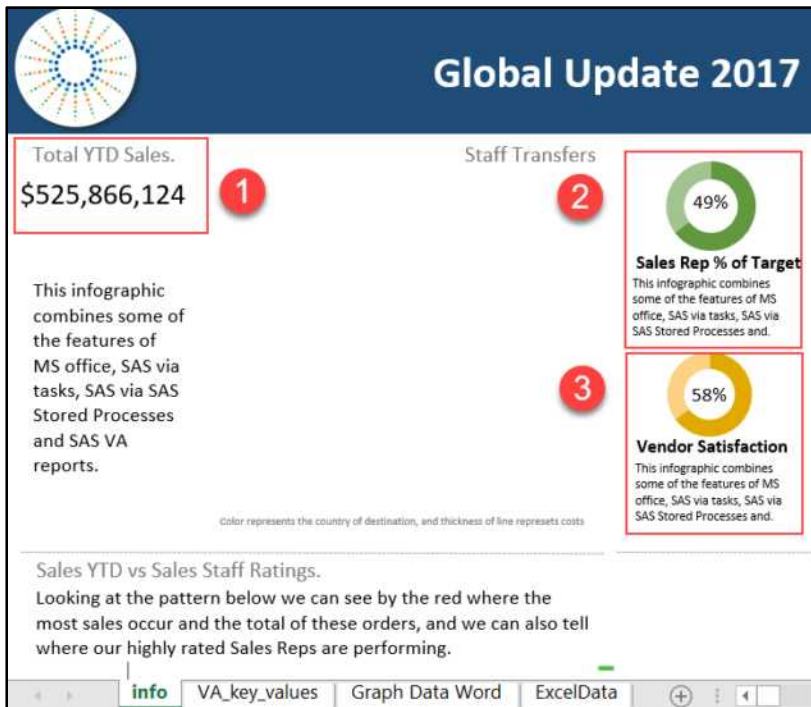 Global Update 2017
Total YTD Sales.
$525,866,124
1
This infographic
combines some of
the features of
MS office, SAS via
tasks, SAS via SAS
Stored Processes
and SAS VA
reports.
Staff Transfers
2
49%
Sales Rep % of Target
This infographic combines
some of the features of MS
office, SAS via tasks, SAS via
SAS Stored Processes and.
3
58%
Vendor Satisfaction
This infographic combines
some of the features of MS
office, SAS via tasks, SAS via
SAS Stored Processes and.
Color represents the country of destination, and thickness of line represets costs
Sales YTD vs Sales Staff Ratings.
Looking at the pattern below we can see by the red where the
most sales occur and the total of these orders, and we can also tell
where our highly rated Sales Reps are performing.
info VA_key_values Graph Data Word ExcelData